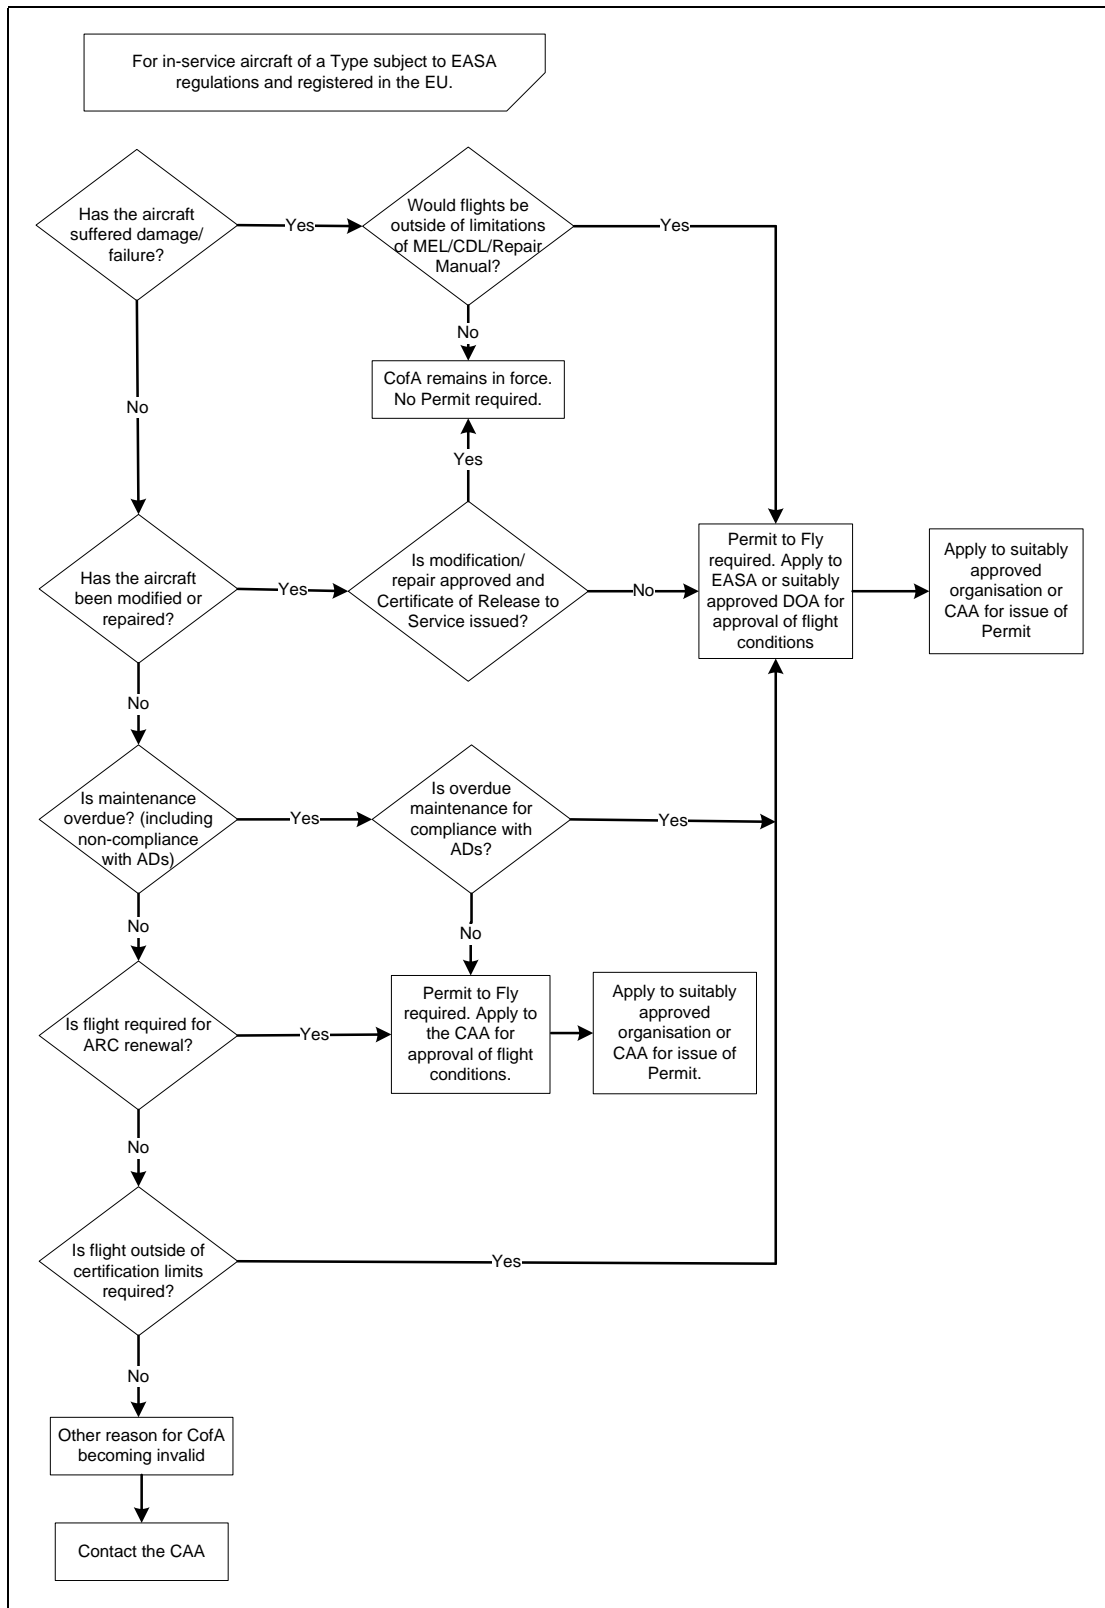 For in-service aircraft of a Type subject to EASA
regulations and registered in the EU.
Has the aircraft
suffered damage/
failure?
Yes
Would flights be
outside of limitations
of MEL/CDL/Repair
Manual?
Yes
No
CofA remains in force.
No Permit required.
No
Yes
Has the aircraft
been modified or
repaired?
Yes
Is modification/
repair approved and
Certificate of Release to
Service issued?
No
Permit to Fly
required. Apply to
EASA or suitably
approved DOA for
approval of flight
conditions
Apply to suitably
approved
organisation or
CAA for issue of
Permit
No
Is maintenance
overdue? (including
non-compliance
with ADs)
Yes
Is overdue
maintenance for
compliance with
ADs?
Yes
No
No
Is flight required for
ARC renewal?
Yes
Permit to Fly
required. Apply to
the CAA for
approval of flight
conditions.
Apply to suitably
approved
organisation or
CAA for issue of
Permit.
No
Is flight outside of
certification limits
required?
Yes
No
Other reason for CofA
becoming invalid
Contact the CAA